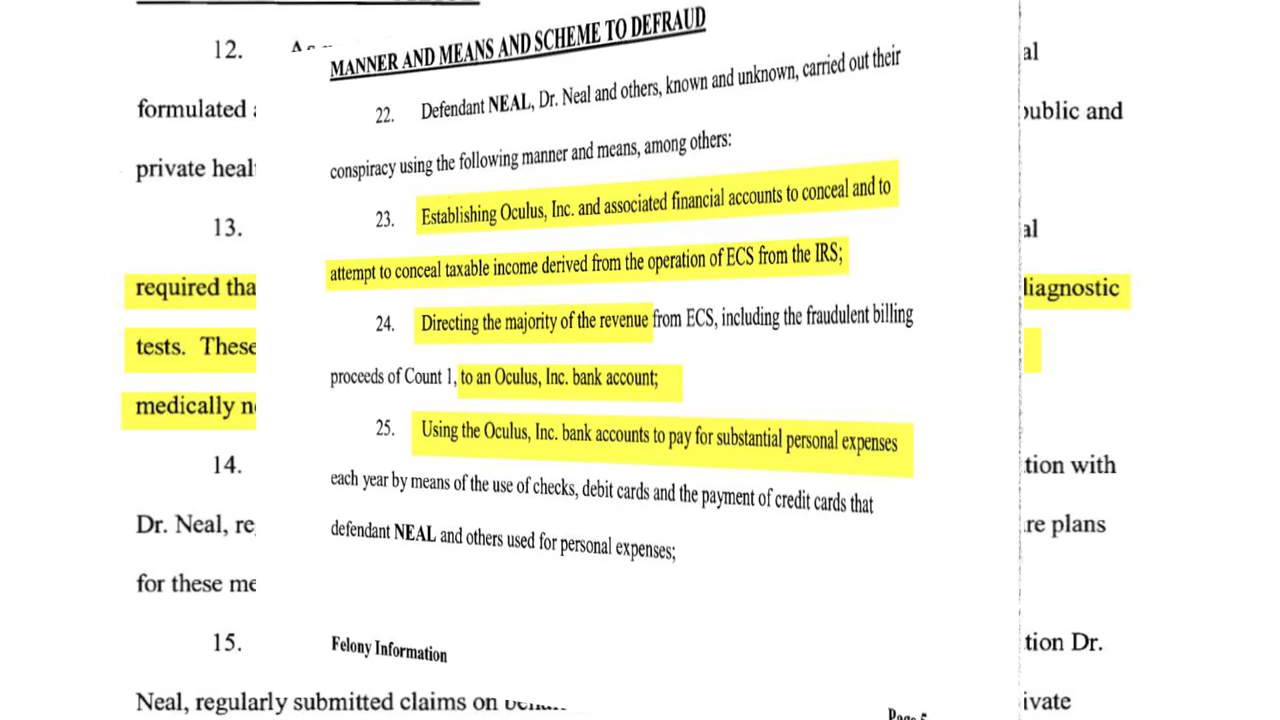 12.
al
formulated
public and
private
13.
al
required
diagnostic
tests. These
medically
14.
tion with
Dr. Neal,
re plans
for these
15.
tion Dr.
Neal, regularly submitted claims on
ivate
MANNER AND MEANS AND SCHEME TO DEFRAUD
22. Defendant NEAL, Dr. Neal and others, known and unknown, carried out their
conspiracy using the following manner and means, among others:
23. Establishing Oculus, Inc. and associated financial accounts to conceal and to
attempt to conceal taxable income derived from the operation of ECS from the IRS;
24. Directing the majority of the revenue from ECS, including the fraudulent billing
proceeds of Count 1, to an Oculus, Inc. bank account;
25. Using the Oculus, Inc. bank accounts to pay for substantial personal expenses
each year by means of the use of checks, debit cards and the payment of credit cards that
defendant NEAL and others used for personal expenses;
Felony Information
Page 5